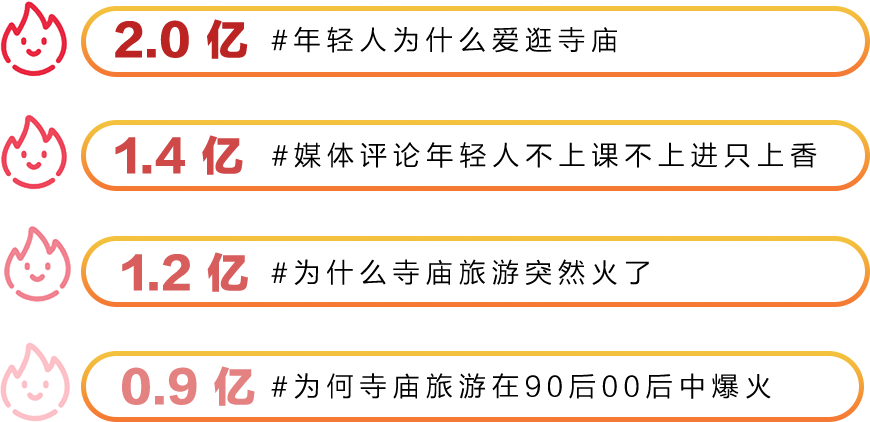 2.0 亿 #年轻人为什么爱逛寺庙
1.4 亿 #媒体评论年轻人不上课不上进只上香
1.2 亿 #为什么寺庙旅游突然火了
0.9 亿 #为何寺庙旅游在90后00后中爆火